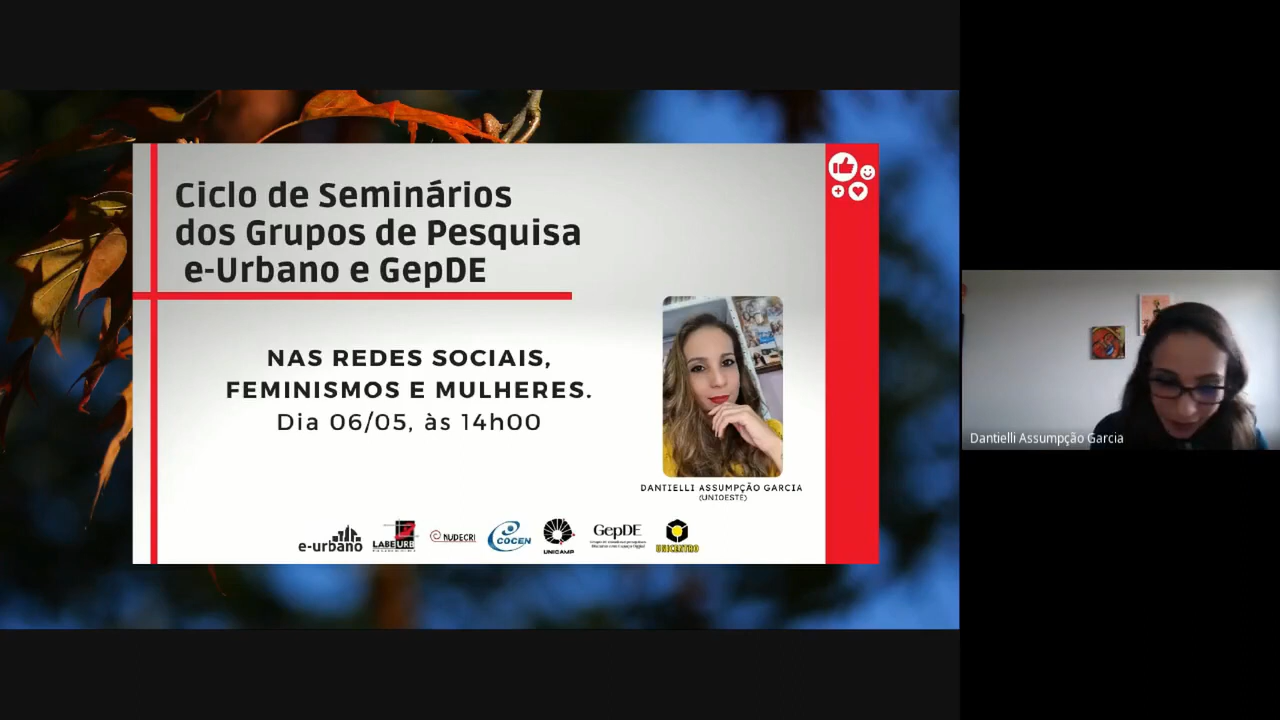 Ciclo de Seminários
dos Grupos de Pesquisa
e-Urbano e GepDE
NAS REDES SOCIAIS,
FEMINISMOS E MULHERES.
Dia 06/05, às 14h00
DANTIELLI ASSUMPÇÃO GARCIA
(UNIOESTE)
e-urbano
LABEURB
NUDECRI
COCEN
UNICAMP
GepDE
UNICENTRO
Dantielli Assumpção Garcia